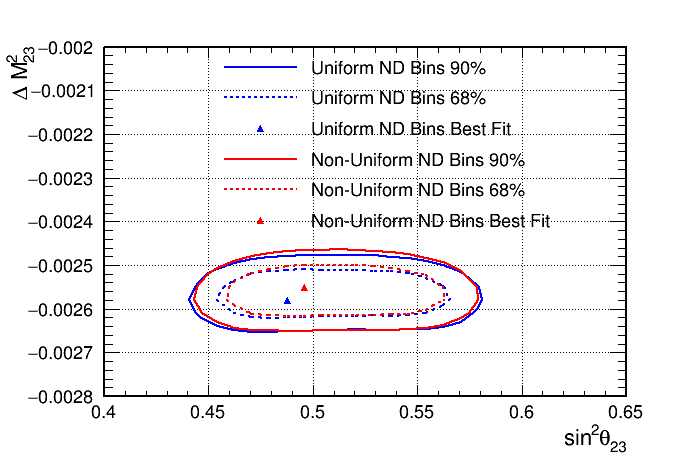 Δ M²₂₃
−0.002
−0.0021
−0.0022
−0.0023
−0.0024
−0.0025
−0.0026
−0.0027
−0.0028
Uniform ND Bins 90%
Uniform ND Bins 68%
Uniform ND Bins Best Fit
Non-Uniform ND Bins 90%
Non-Uniform ND Bins 68%
Non-Uniform ND Bins Best Fit
0.4 0.45 0.5 0.55 0.6 0.65
sin²θ₂₃